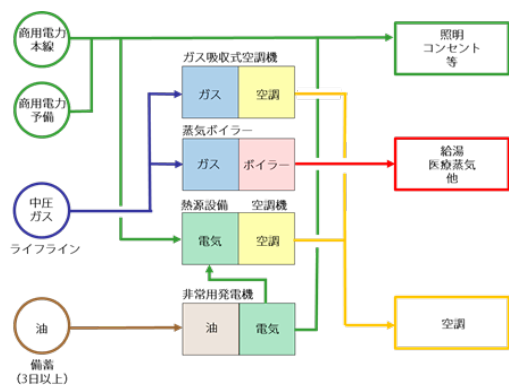 商用電力
本線
照明
コンセント
等
ガス吸収式空調機
ガス
空調
商用電力
予備
蒸気ボイラー
ガス
ボイラー
給湯
医療蒸気
他
中圧
ガス
ライフライン
熱源設備
空調機
電気
空調
非常用発電機
油
電気
油
備蓄
(3日以上)
空調